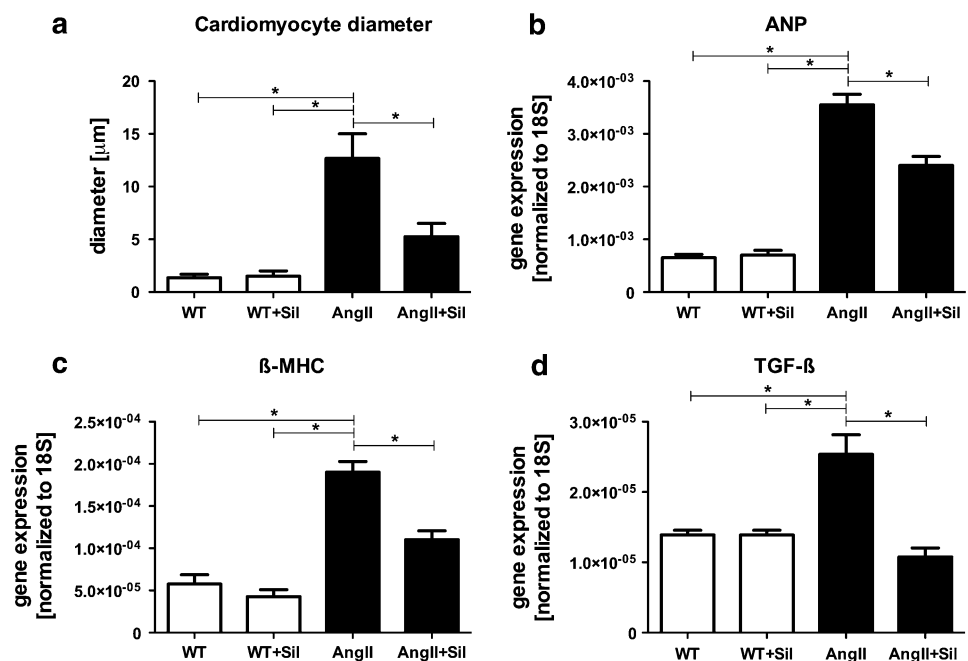 a Cardiomyocyte diameter
diameter [µm]
20
15
10
5
0
* * *
WT WT+Sil AngII AngII+Sil
b ANP
gene expression
[normalized to 18S]
4.0×10⁻⁰³
3.0×10⁻⁰³
2.0×10⁻⁰³
1.0×10⁻⁰³
0
* * *
WT WT+Sil AngII AngII+Sil
c ß-MHC
gene expression
[normalized to 18S]
2.5×10⁻⁰⁴
2.0×10⁻⁰⁴
1.5×10⁻⁰⁴
1.0×10⁻⁰⁴
5.0×10⁻⁰⁵
0
* * *
WT WT+Sil AngII AngII+Sil
d TGF-ß
gene expression
[normalized to 18S]
3.0×10⁻⁰⁵
2.0×10⁻⁰⁵
1.0×10⁻⁰⁵
0
* * *
WT WT+Sil AngII AngII+Sil